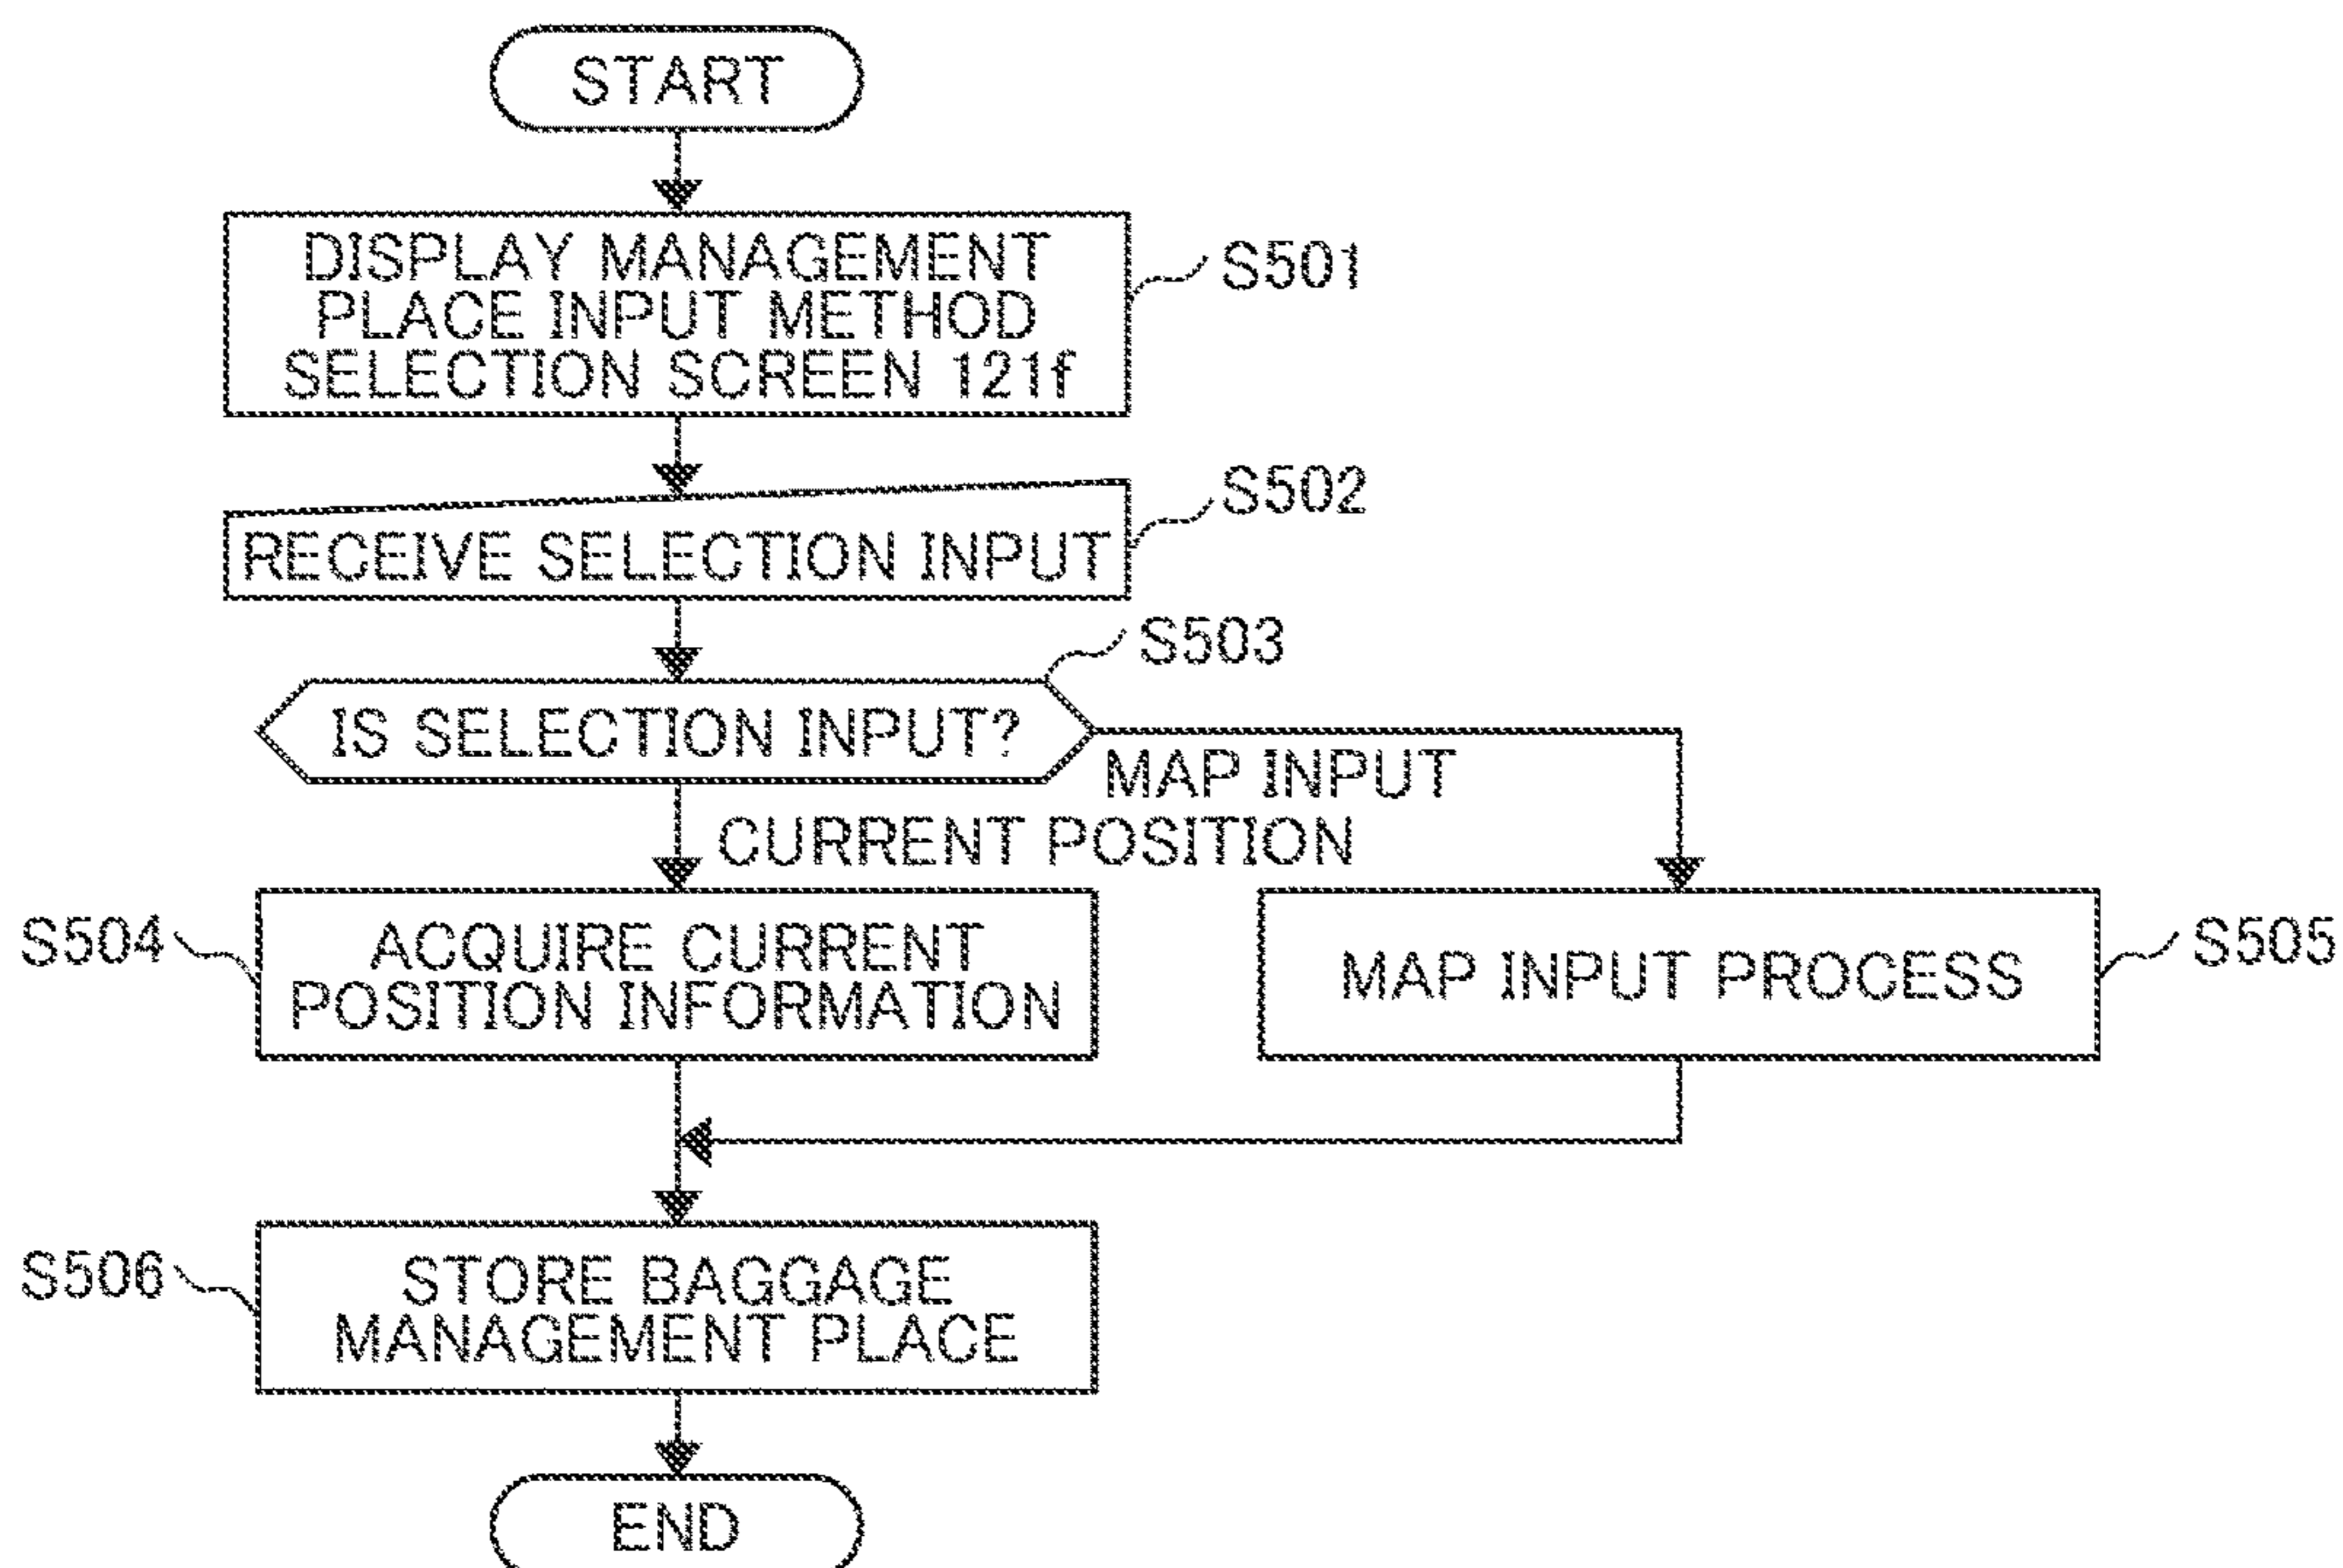 START
DISPLAY MANAGEMENT
PLACE INPUT METHOD
SELECTION SCREEN 121f
S501
RECEIVE SELECTION INPUT
S502
IS SELECTION INPUT?
S503
MAP INPUT
CURRENT POSITION
S504
ACQUIRE CURRENT
POSITION INFORMATION
MAP INPUT PROCESS
S505
S506
STORE BAGGAGE
MANAGEMENT PLACE
END